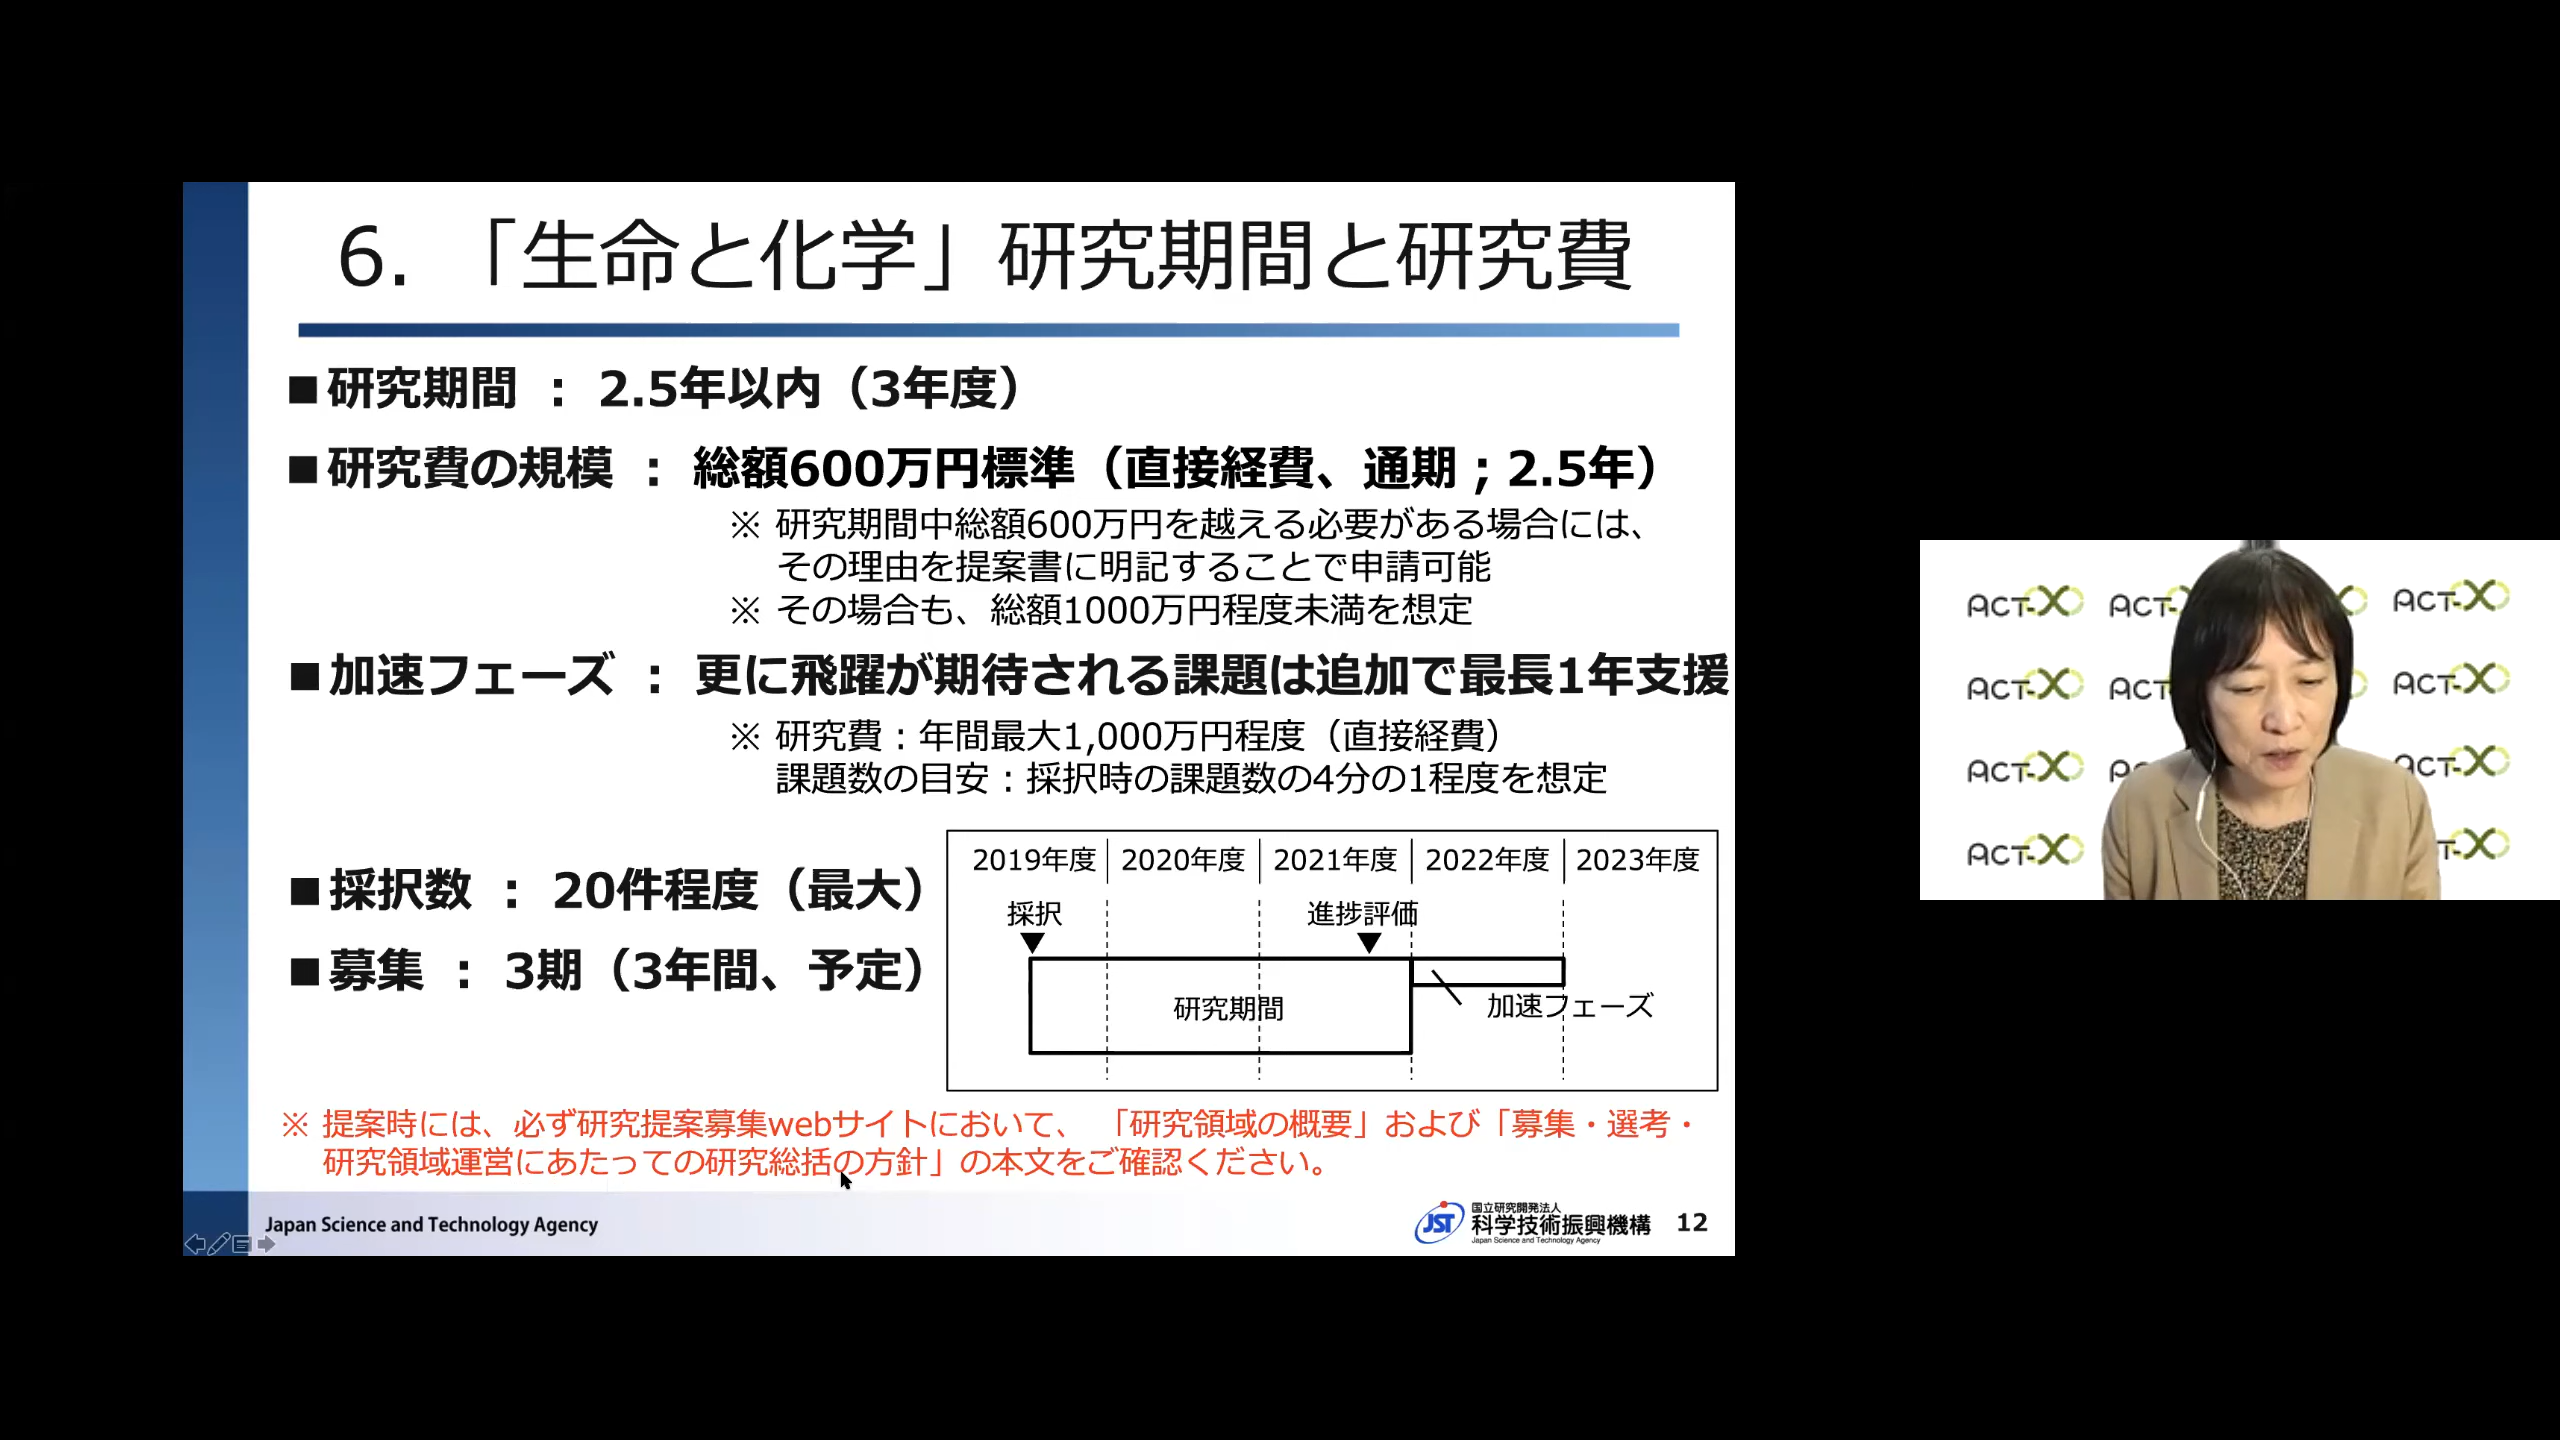 6. 「生命と化学」研究期間と研究費
■研究期間 : 2.5年以内（3年度）
■研究費の規模 : 総額600万円標準（直接経費、通期；2.5年）
※ 研究期間中総額600万円を越える必要がある場合には、
その理由を提案書に明記することで申請可能
※ その場合も、総額1000万円程度未満を想定
■加速フェーズ : 更に飛躍が期待される課題は追加で最長1年支援
※ 研究費：年間最大1,000万円程度（直接経費）
課題数の目安：採択時の課題数の4分の1程度を想定
■採択数 : 20件程度（最大）
■募集 : 3期（3年間、予定）
2019年度 2020年度 2021年度 2022年度 2023年度
採択 進捗評価
研究期間 加速フェーズ
※ 提案時には、必ず研究提案募集webサイトにおいて、「研究領域の概要」および「募集・選考・
研究領域運営にあたっての研究総括の方針」の本文をご確認ください。
Japan Science and Technology Agency
JST
国立研究開発法人
科学技術振興機構
Japan Science and Technology Agency
12
ACT-X ACT-X ACT-X
ACT-X ACT ACT-X
ACT-X ACT-X
ACT-X T-X